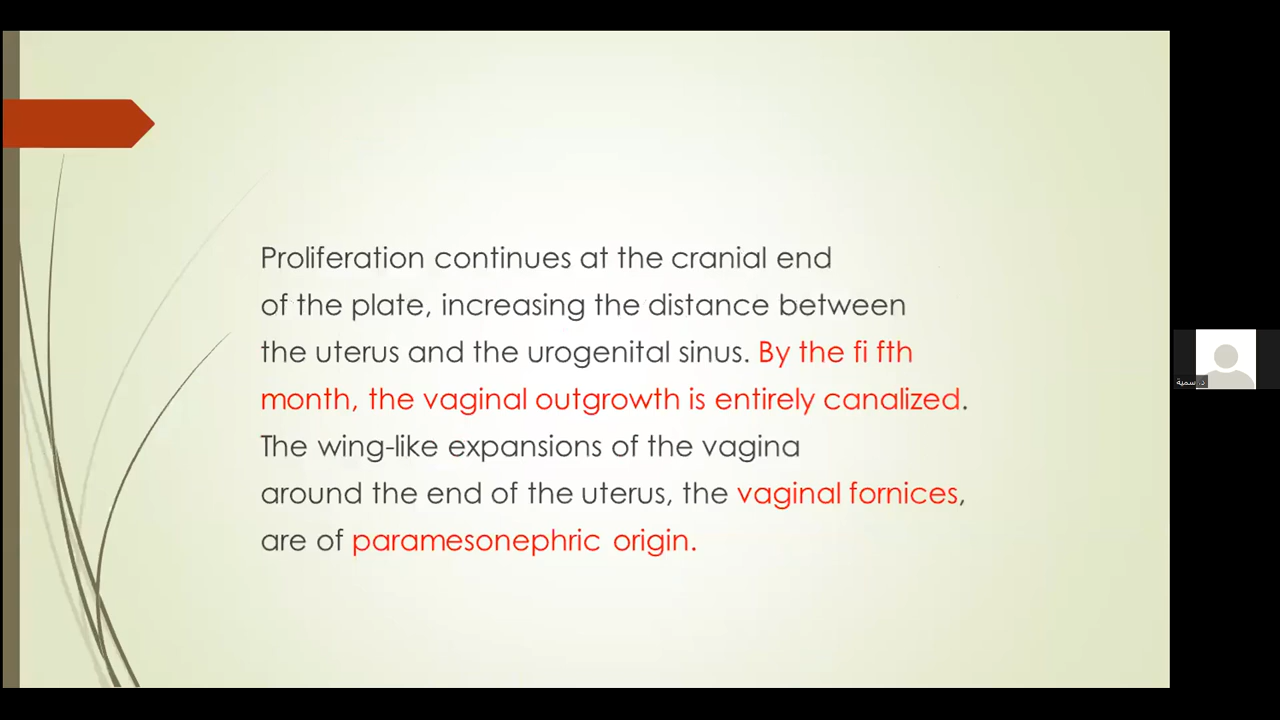 Proliferation continues at the cranial end
of the plate, increasing the distance between
the uterus and the urogenital sinus. By the fi fth
month, the vaginal outgrowth is entirely canalized.
The wing-like expansions of the vagina
around the end of the uterus, the vaginal fornices,
are of paramesonephric origin.
د. سمية